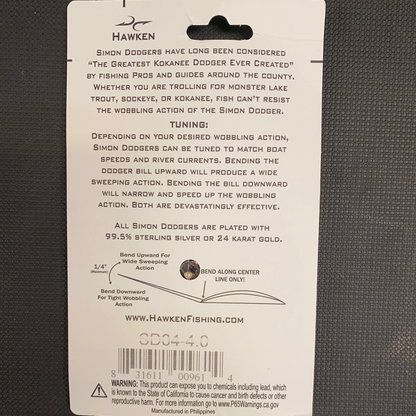 HAWKEN
SIMON DODGERS HAVE LONG BEEN CONSIDERED
"THE GREATEST KOKANEE DODGER EVER CREATED"
BY FISHING PROS AND GUIDES AROUND THE COUNTY.
WHETHER YOU ARE TROLLING FOR MONSTER LAKE
TROUT, SOCKEYE, OR KOKANEE, FISH CAN'T RESIST
THE WOBBLING ACTION OF THE SIMON DODGER.
TUNING:
DEPENDING ON YOUR DESIRED WOBBLING ACTION,
SIMON DODGERS CAN BE TUNED TO MATCH BOAT
SPEEDS AND RIVER CURRENTS. BENDING THE
DODGER BILL UPWARD WILL PRODUCE A WIDE
SWEEPING ACTION. BENDING THE BILL DOWNWARD
WILL NARROW AND SPEED UP THE WOBBLING
ACTION. BOTH ARE DEVASTATINGLY EFFECTIVE.
ALL SIMON DODGERS ARE PLATED WITH
99.5% STERLING SILVER OR 24 KARAT GOLD.
Bend Upward For
Wide Sweeping
Action
1/4"
(Maximum)
BEND ALONG CENTER
LINE ONLY!
Bend Downward
For Tight Wobbling
Action
WWW.HAWKENFISHING.COM
SD04-4.0
8 31611 00961 4
WARNING: This product can expose you to chemicals including lead, which
is known to the State of California to cause cancer and birth defects or other
reproductive harm. For more information go to www.P65Warnings.ca.gov
Manufactured in Philippines